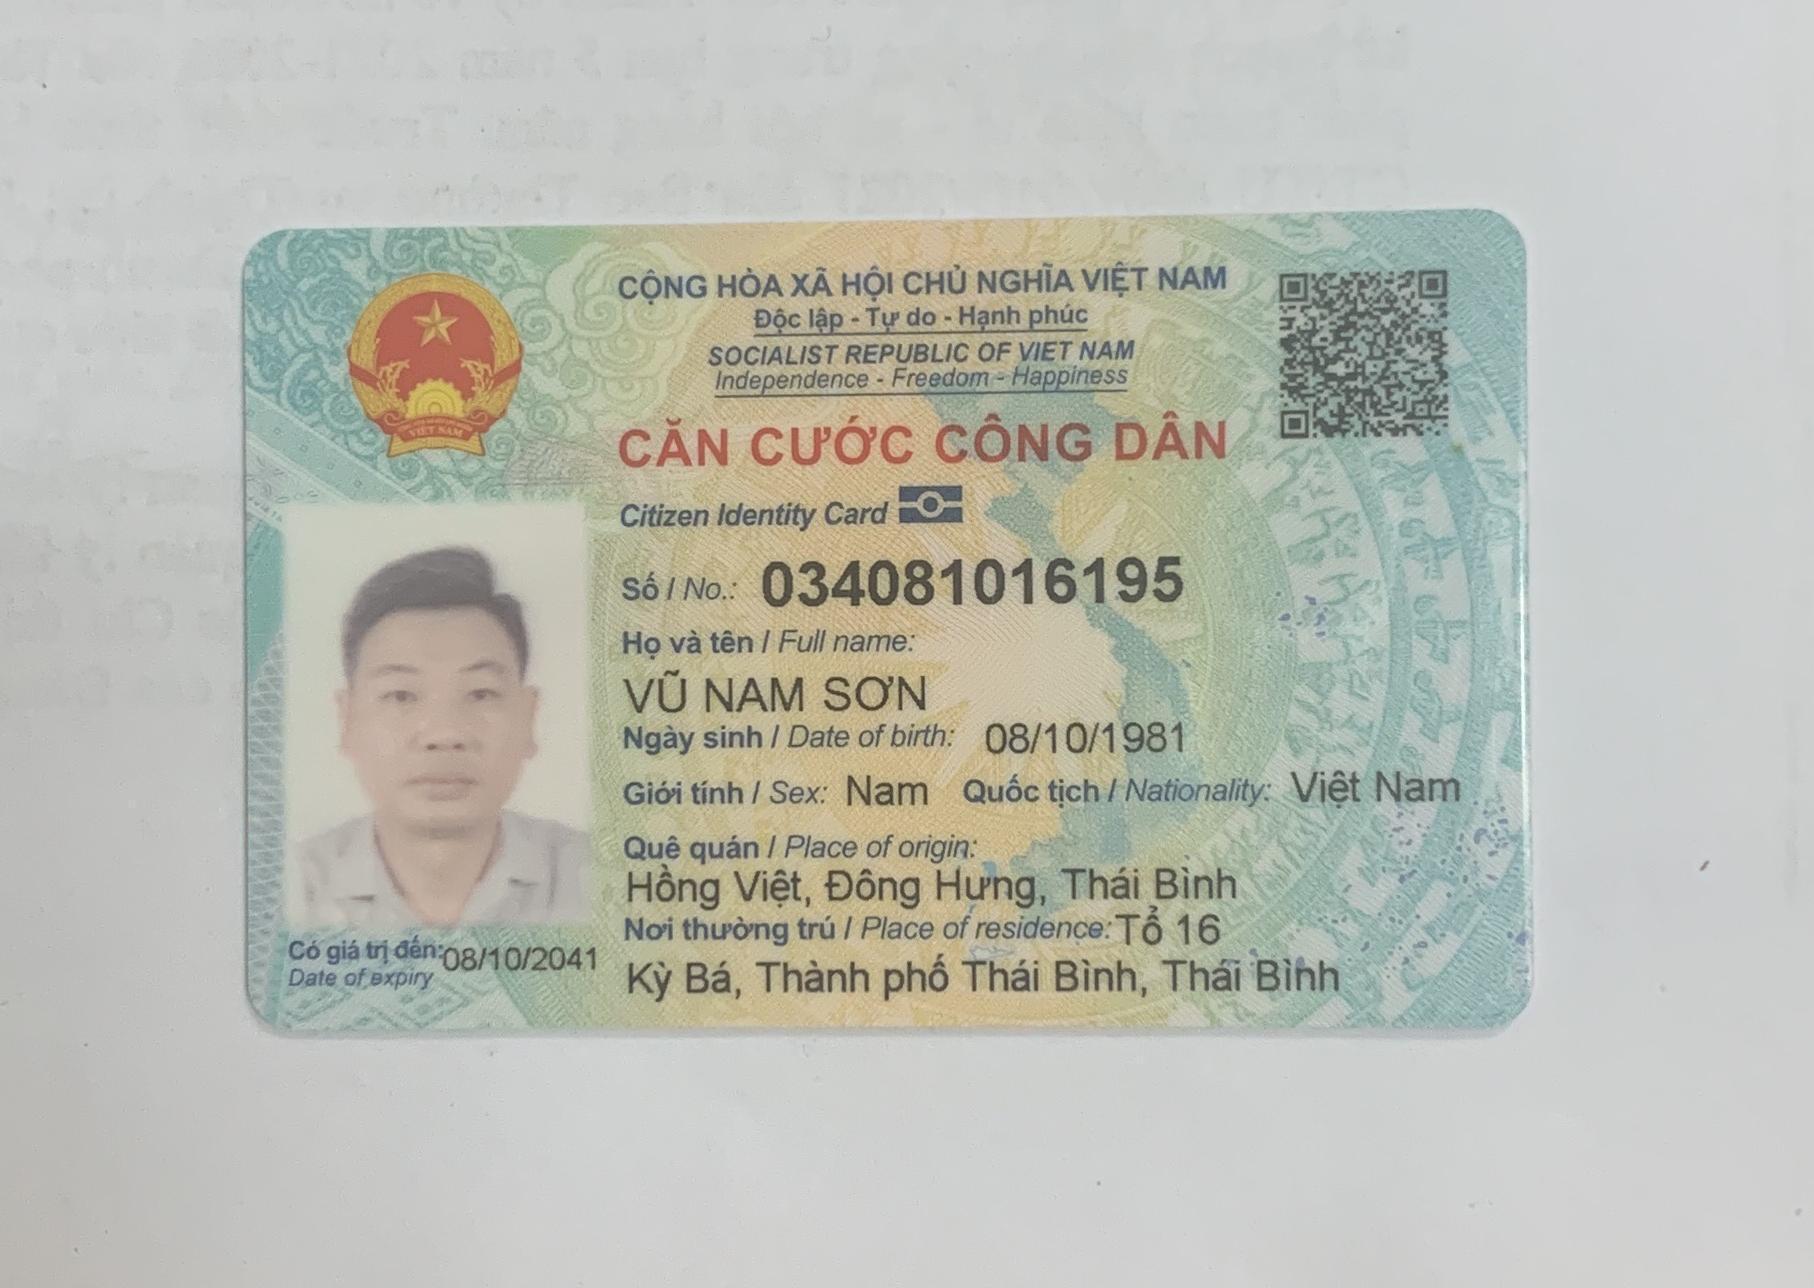 CỘNG HÒA XÃ HỘI CHỦ NGHĨA VIỆT NAM
Độc lập - Tự do - Hạnh phúc
SOCIALIST REPUBLIC OF VIET NAM
Independence - Freedom - Happiness
CĂN CƯỚC CÔNG DÂN
Citizen Identity Card
Số / No.: 034081016195
Họ và tên / Full name:
VŨ NAM SƠN
Ngày sinh / Date of birth: 08/10/1981
Giới tính / Sex: Nam Quốc tịch / Nationality: Việt Nam
Quê quán / Place of origin:
Hồng Việt, Đông Hưng, Thái Bình
Nơi thường trú / Place of residence: Tổ 16
Kỳ Bá, Thành phố Thái Bình, Thái Bình
Có giá trị đến: 08/10/2041
Date of expiry
VIỆT NAM